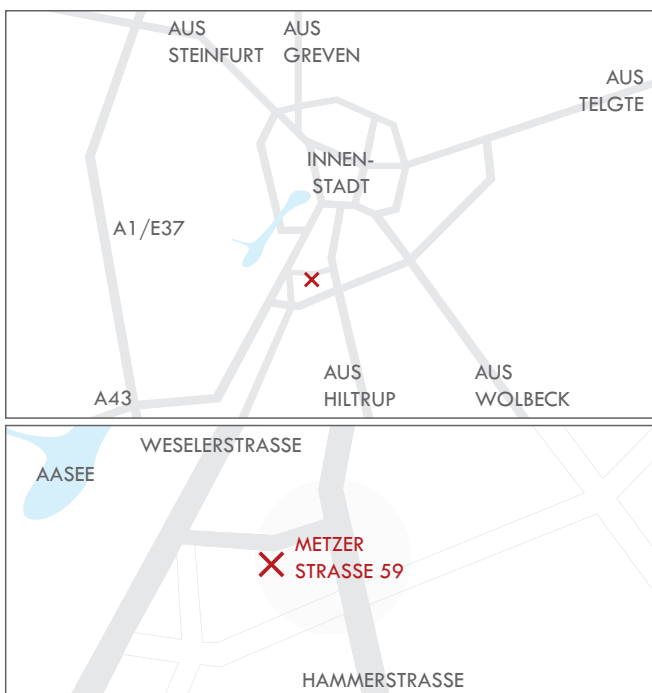 AUS
STEINFURT
AUS
GREVEN
AUS
TELGTE
INNEN-
STADT
A1/E37
A43
AUS
HILTRUP
AUS
WOLBECK
WESELERSTRASSE
AASEE
METZER
STRASSE 59
HAMMERSTRASSE